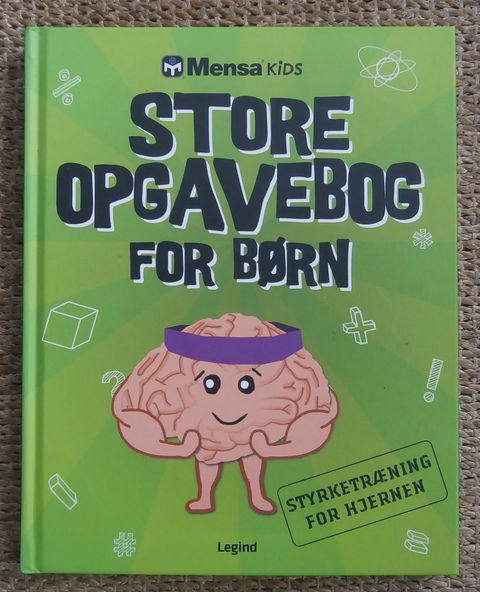 Mensa KIDS
STORE
OPGAVEBOG
FOR BØRN
?
STYRKETRÆNING
FOR HJERNEN
Legind